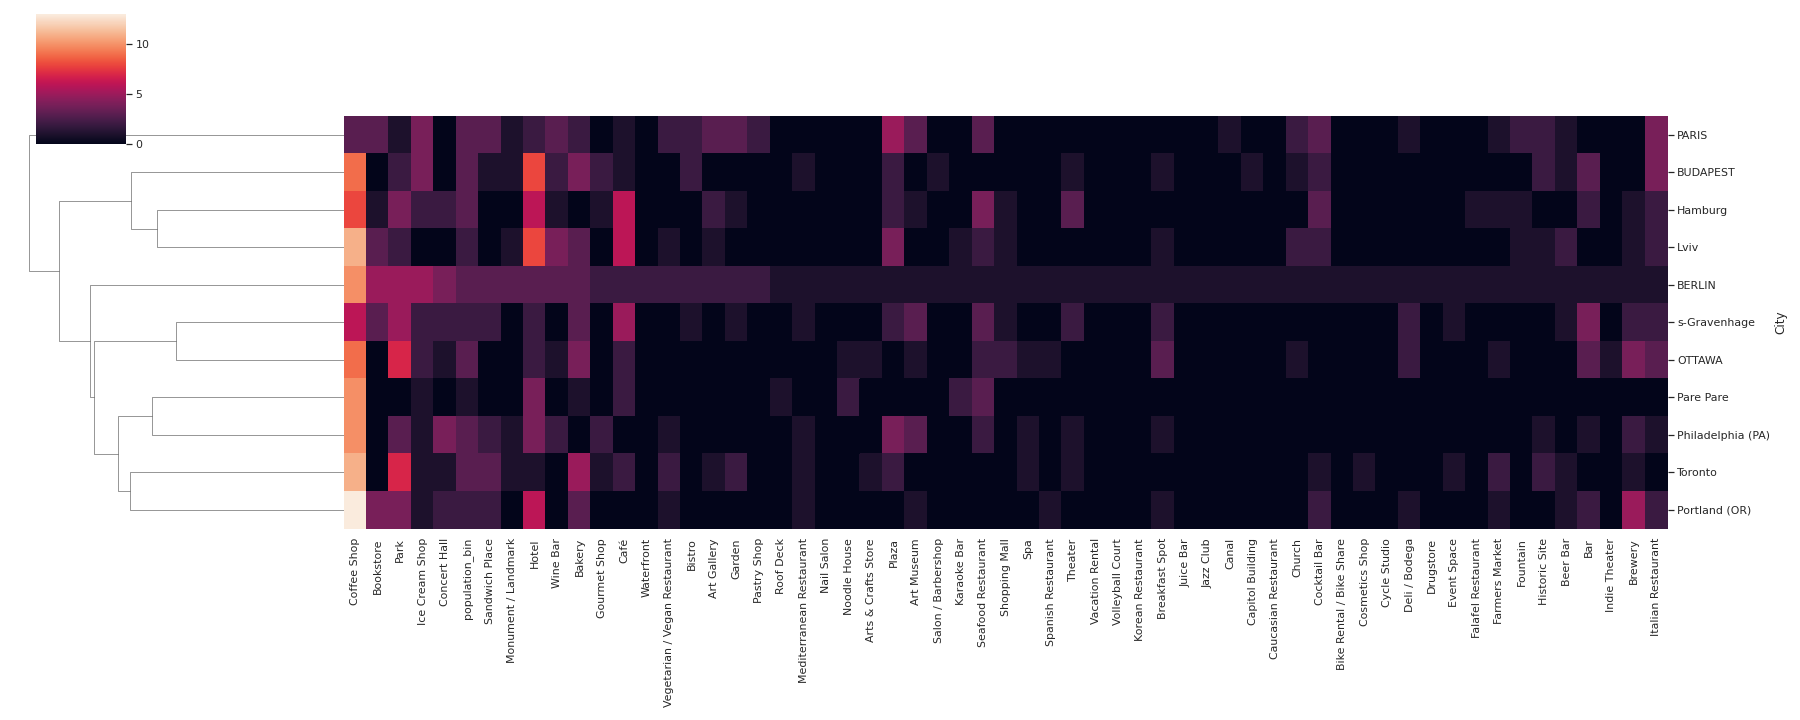 10
5
0
PARIS
BUDAPEST
Hamburg
Lviv
BERLIN
s-Gravenhage
OTTAWA
Pare Pare
Philadelphia (PA)
Toronto
Portland (OR)
City
Coffee Shop
Bookstore
Park
Ice Cream Shop
Concert Hall
population_bin
Sandwich Place
Monument / Landmark
Hotel
Wine Bar
Bakery
Gourmet Shop
Café
Waterfront
Vegetarian / Vegan Restaurant
Bistro
Art Gallery
Garden
Pastry Shop
Roof Deck
Mediterranean Restaurant
Nail Salon
Noodle House
Arts & Crafts Store
Plaza
Art Museum
Salon / Barbershop
Karaoke Bar
Seafood Restaurant
Shopping Mall
Spa
Spanish Restaurant
Theater
Vacation Rental
Volleyball Court
Korean Restaurant
Breakfast Spot
Juice Bar
Jazz Club
Canal
Capitol Building
Caucasian Restaurant
Church
Cocktail Bar
Bike Rental / Bike Share
Cosmetics Shop
Cycle Studio
Deli / Bodega
Drugstore
Event Space
Falafel Restaurant
Farmers Market
Fountain
Historic Site
Beer Bar
Bar
Indie Theater
Brewery
Italian Restaurant